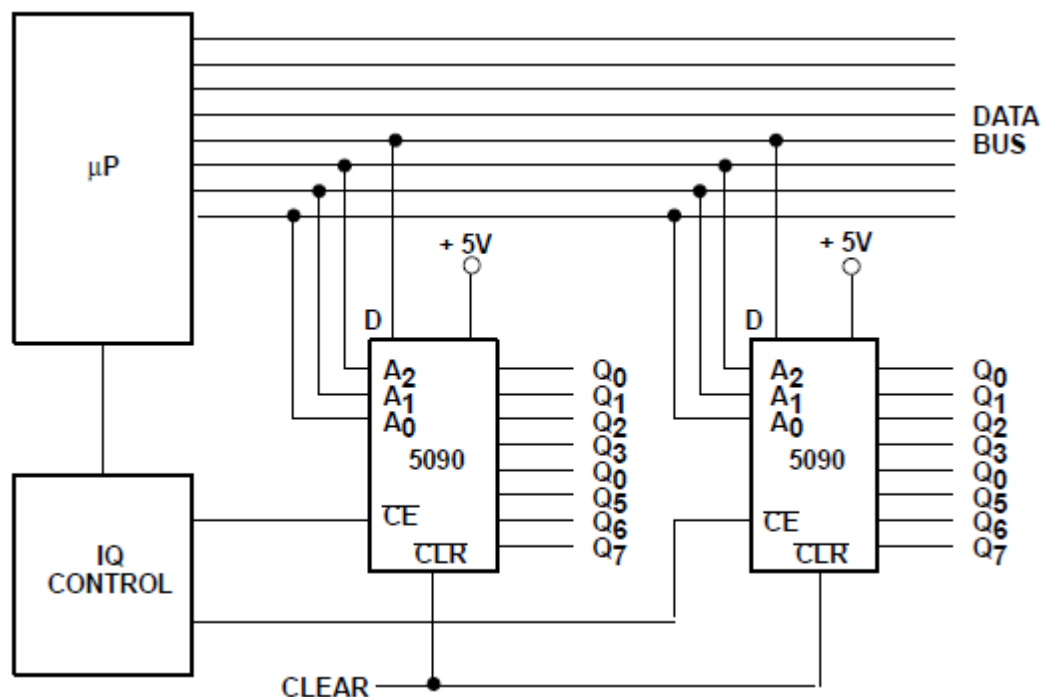 μP
DATA
BUS
+ 5V
+ 5V
D
A2
A1
A0
5090
CE
CLR
Q0
Q1
Q2
Q3
Q0
Q5
Q6
Q7
D
A2
A1
A0
5090
CE
CLR
Q0
Q1
Q2
Q3
Q0
Q5
Q6
Q7
IQ
CONTROL
CLEAR